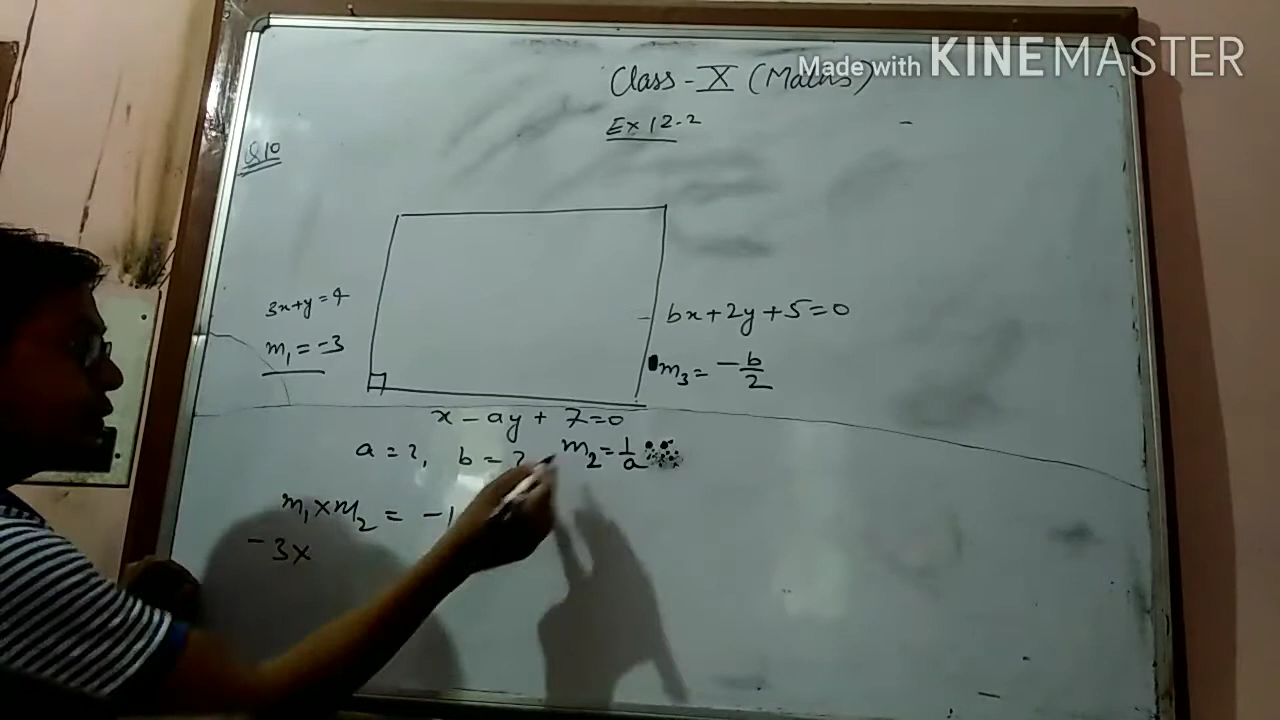 Made with KINEMASTER
Class - X (Maths)
Ex 12.2
Q10
3x+y=4
m₁ = -3
bx+2y+5=0
m₃ = -b/2
x - ay + 7=0
a = ?, b = ? m₂ = 1/a
m₁ x m₂ = -1
-3 x